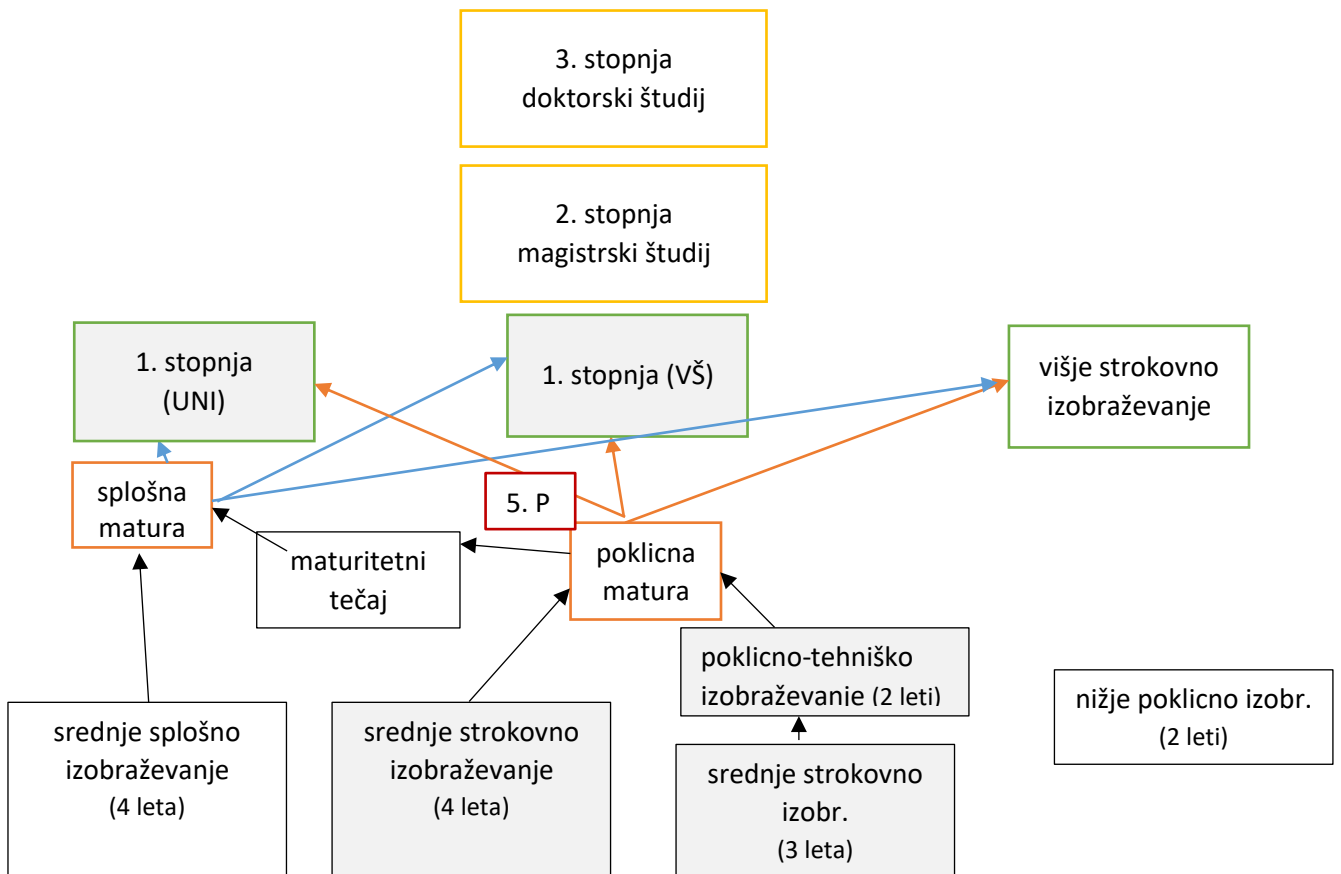 3. stopnja
doktorski študij
2. stopnja
magistrski študij
1. stopnja
(UNI)
1. stopnja (VŠ)
višje strokovno
izobraževanje
splošna
matura
5. P
maturitetni
tečaj
poklicna
matura
poklicno-tehniško
izobraževanie (2 leti)
nižje poklicno izobr.
(2 leti)
srednje splošno
izobraževanje
(4 leta)
srednje strokovno
izobraževanje
(4 leta)
srednje strokovno
izobr.
(3 leta)